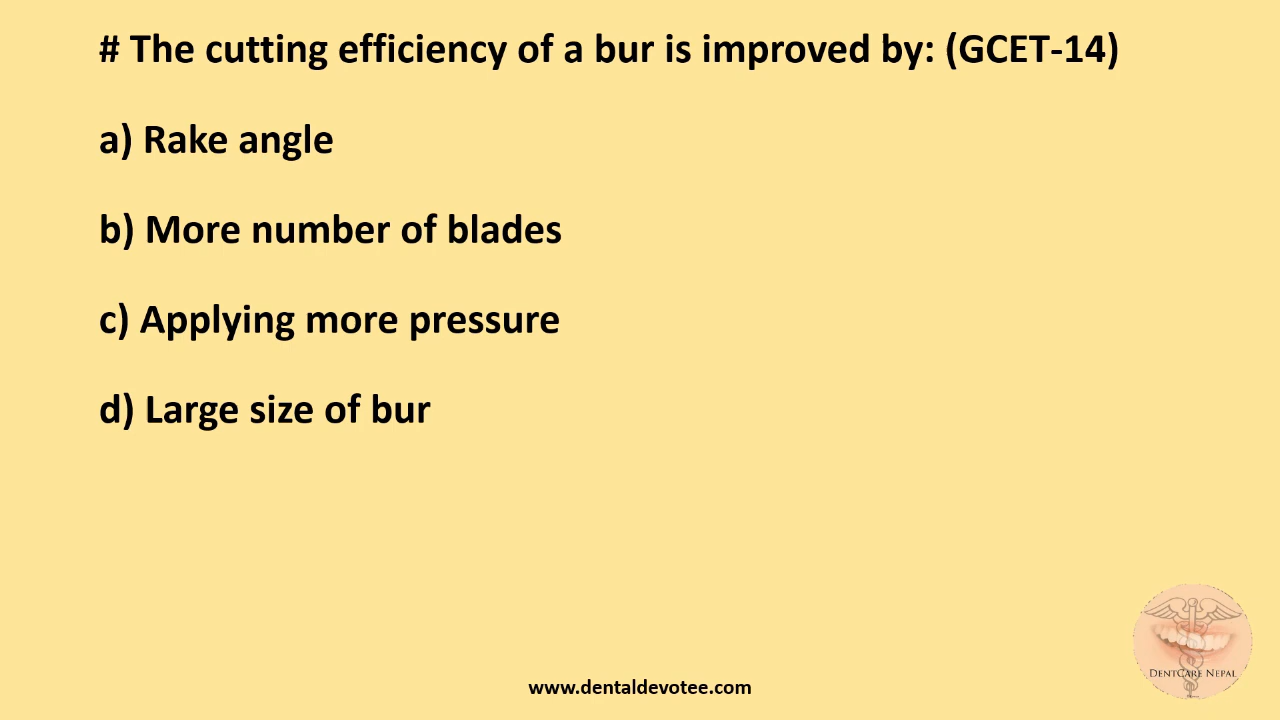 # The cutting efficiency of a bur is improved by: (GCET-14)
a) Rake angle
b) More number of blades
c) Applying more pressure
d) Large size of bur
DENTCARE NEPAL
www.dentaldevotee.com